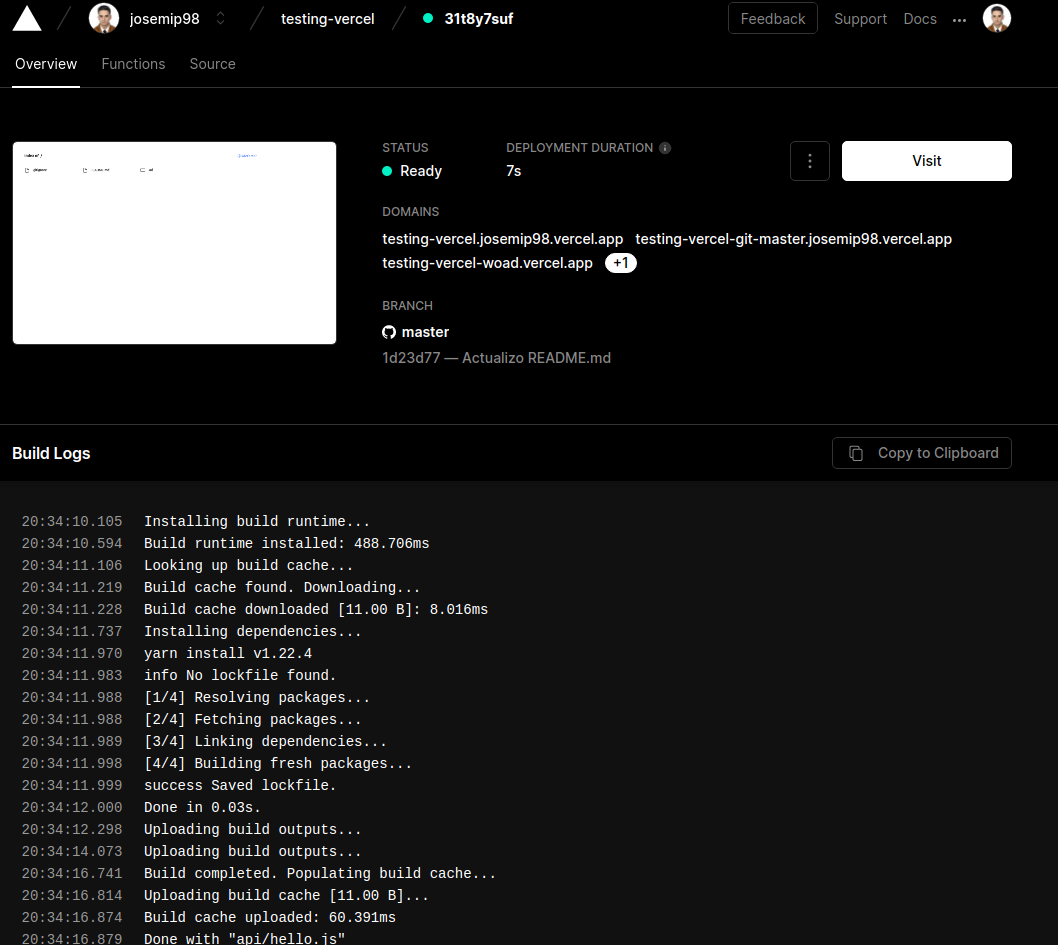 josemip98 testing-vercel 31t8y7suf Feedback Support Docs
Overview Functions Source
STATUS DEPLOYMENT DURATION
Ready 7s Visit
DOMAINS
testing-vercel.josemip98.vercel.app testing-vercel-git-master.josemip98.vercel.app
testing-vercel-woad.vercel.app +1
BRANCH
master
1d23d77 — Actualizo README.md
Build Logs Copy to Clipboard
20:34:10.105 Installing build runtime...
20:34:10.594 Build runtime installed: 488.706ms
20:34:11.106 Looking up build cache...
20:34:11.219 Build cache found. Downloading...
20:34:11.228 Build cache downloaded [11.00 B]: 8.016ms
20:34:11.737 Installing dependencies...
20:34:11.970 yarn install v1.22.4
20:34:11.983 info No lockfile found.
20:34:11.988 [1/4] Resolving packages...
20:34:11.988 [2/4] Fetching packages...
20:34:11.989 [3/4] Linking dependencies...
20:34:11.998 [4/4] Building fresh packages...
20:34:11.999 success Saved lockfile.
20:34:12.000 Done in 0.03s.
20:34:12.298 Uploading build outputs...
20:34:14.073 Uploading build outputs...
20:34:16.741 Build completed. Populating build cache...
20:34:16.814 Uploading build cache [11.00 B]...
20:34:16.874 Build cache uploaded: 60.391ms
20:34:16.879 Done with "api/hello.js"